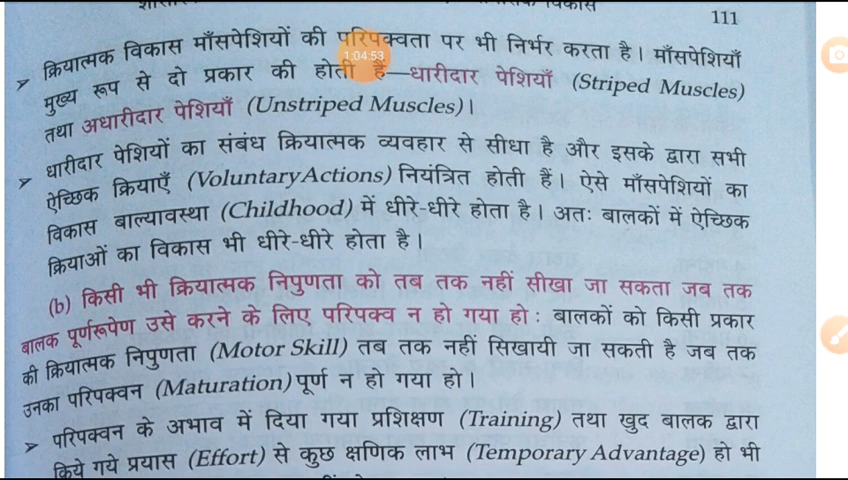 विकास
111
➤ क्रियात्मक विकास माँसपेशियों की परिपक्वता पर भी निर्भर करता है। माँसपेशियाँ
मुख्य रूप से दो प्रकार की होती है—धारीदार पेशियाँ (Striped Muscles)
तथा अधारीदार पेशियाँ (Unstriped Muscles)।
➤ धारीदार पेशियों का संबंध क्रियात्मक व्यवहार से सीधा है और इसके द्वारा सभी
ऐच्छिक क्रियाएँ (Voluntary Actions) नियंत्रित होती हैं। ऐसे माँसपेशियों का
विकास बाल्यावस्था (Childhood) में धीरे-धीरे होता है। अतः बालकों में ऐच्छिक
क्रियाओं का विकास भी धीरे-धीरे होता है।
(b) किसी भी क्रियात्मक निपुणता को तब तक नहीं सीखा जा सकता जब तक
बालक पूर्णरूपेण उसे करने के लिए परिपक्व न हो गया हो : बालकों को किसी प्रकार
की क्रियात्मक निपुणता (Motor Skill) तब तक नहीं सिखायी जा सकती है जब तक
उनका परिपक्वन (Maturation) पूर्ण न हो गया हो।
➤ परिपक्वन के अभाव में दिया गया प्रशिक्षण (Training) तथा खुद बालक द्वारा
किये गये प्रयास (Effort) से कुछ क्षणिक लाभ (Temporary Advantage) हो भी
1:04:53